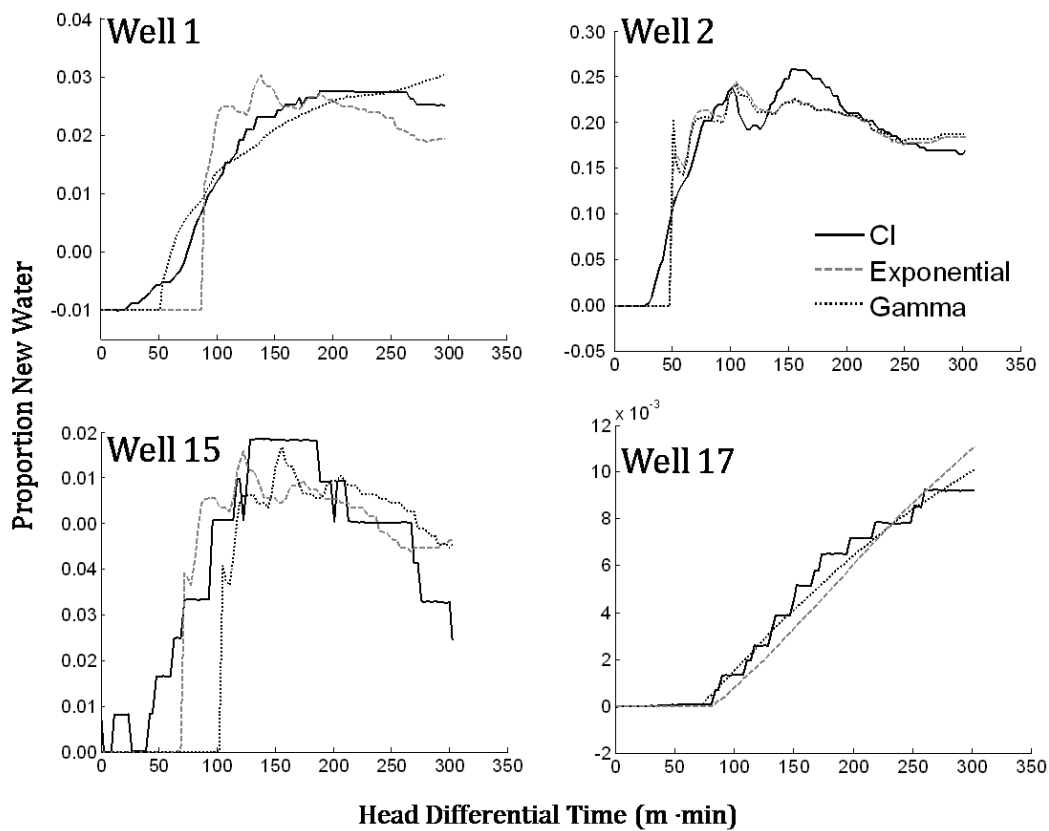 Proportion New Water
Well 1
0.04
0.03
0.02
0.01
0.00
-0.01
0 50 100 150 200 250 300 350
Well 2
0.30
0.25
0.20
0.15
0.10
0.05
0.00
0.05
0 50 100 150 200 250 300 350
Cl
Exponential
Gamma
Well 15
0.02
0.01
0.00
0.04
0.03
0.02
0.01
0.00
0 50 100 150 200 250 300 350
Well 17
x 10⁻³
12
10
8
6
4
2
0
-2
0 50 100 150 200 250 300 350
Head Differential Time (m ·min)